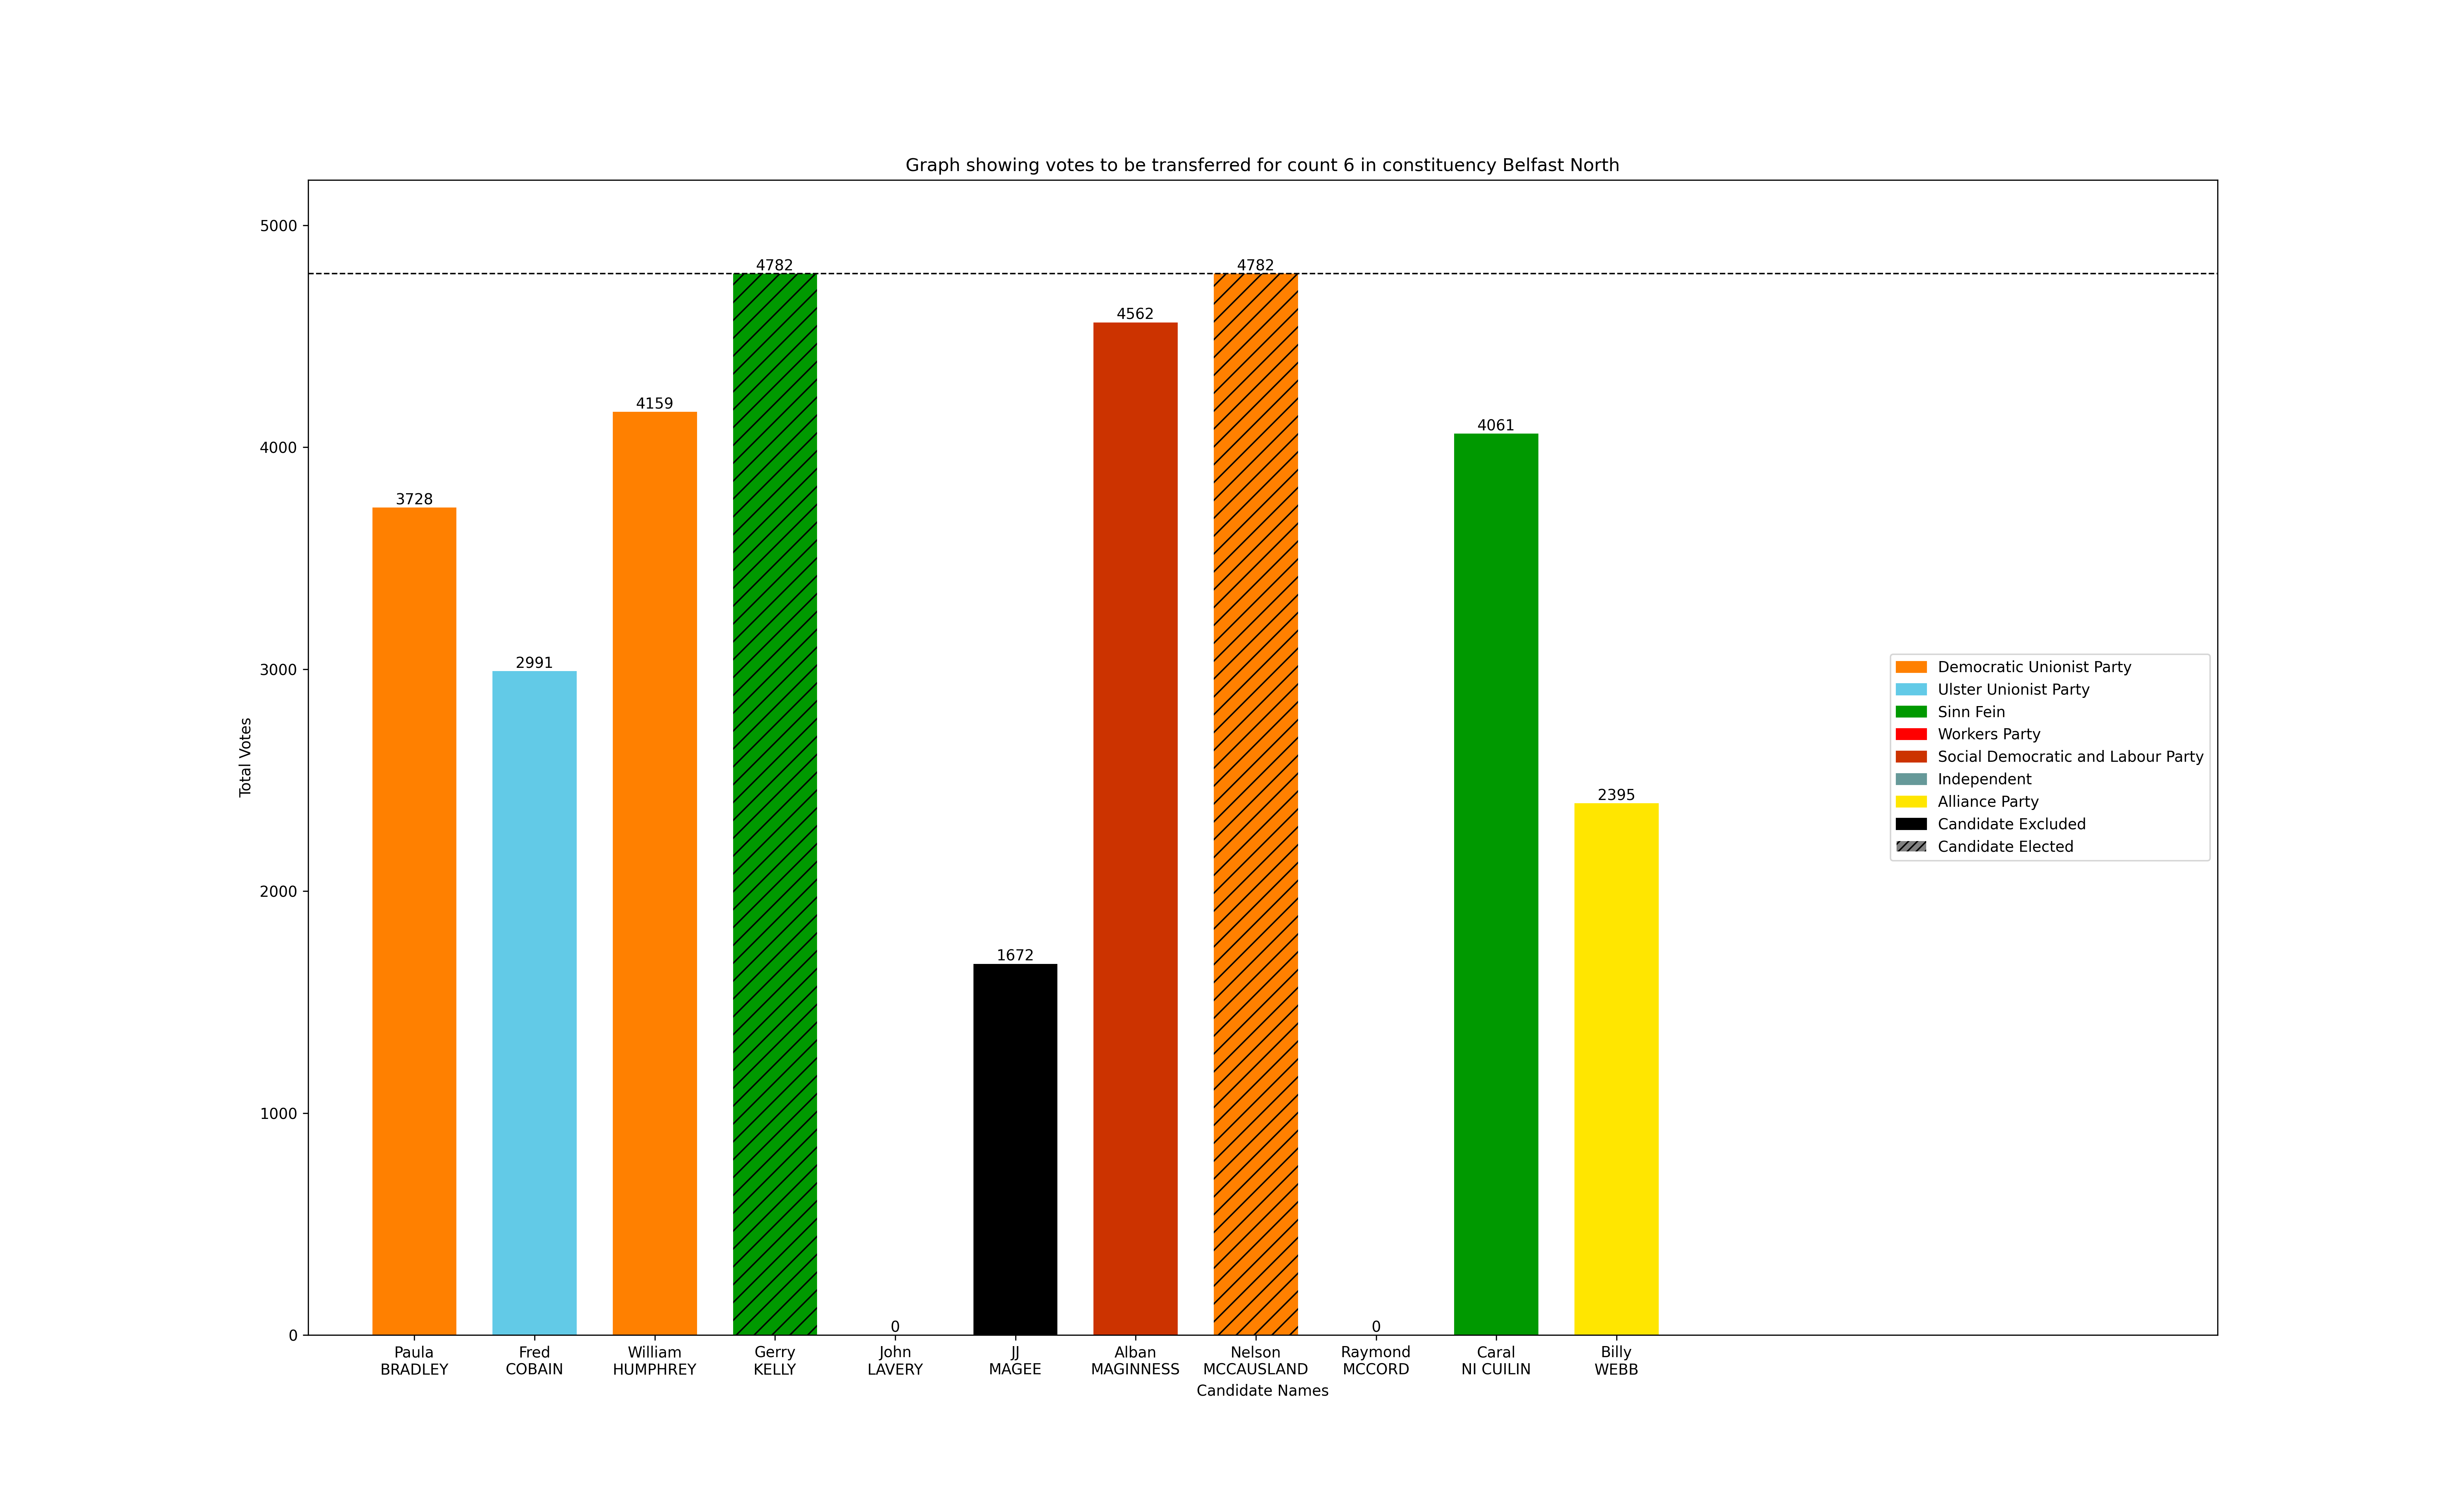 Graph showing votes to be transferred for count 6 in constituency Belfast North
Total Votes
5000
4000
3000
2000
1000
0
3728
2991
4159
4782
0
1672
4562
4782
0
4061
2395
Democratic Unionist Party
Ulster Unionist Party
Sinn Fein
Workers Party
Social Democratic and Labour Party
Independent
Alliance Party
Candidate Excluded
Candidate Elected
Paula
BRADLEY
Fred
COBAIN
William
HUMPHREY
Gerry
KELLY
John
LAVERY
JJ
MAGEE
Alban
MAGINNESS
Nelson
MCCAUSLAND
Raymond
MCCORD
Caral
NI CUILIN
Billy
WEBB
Candidate Names